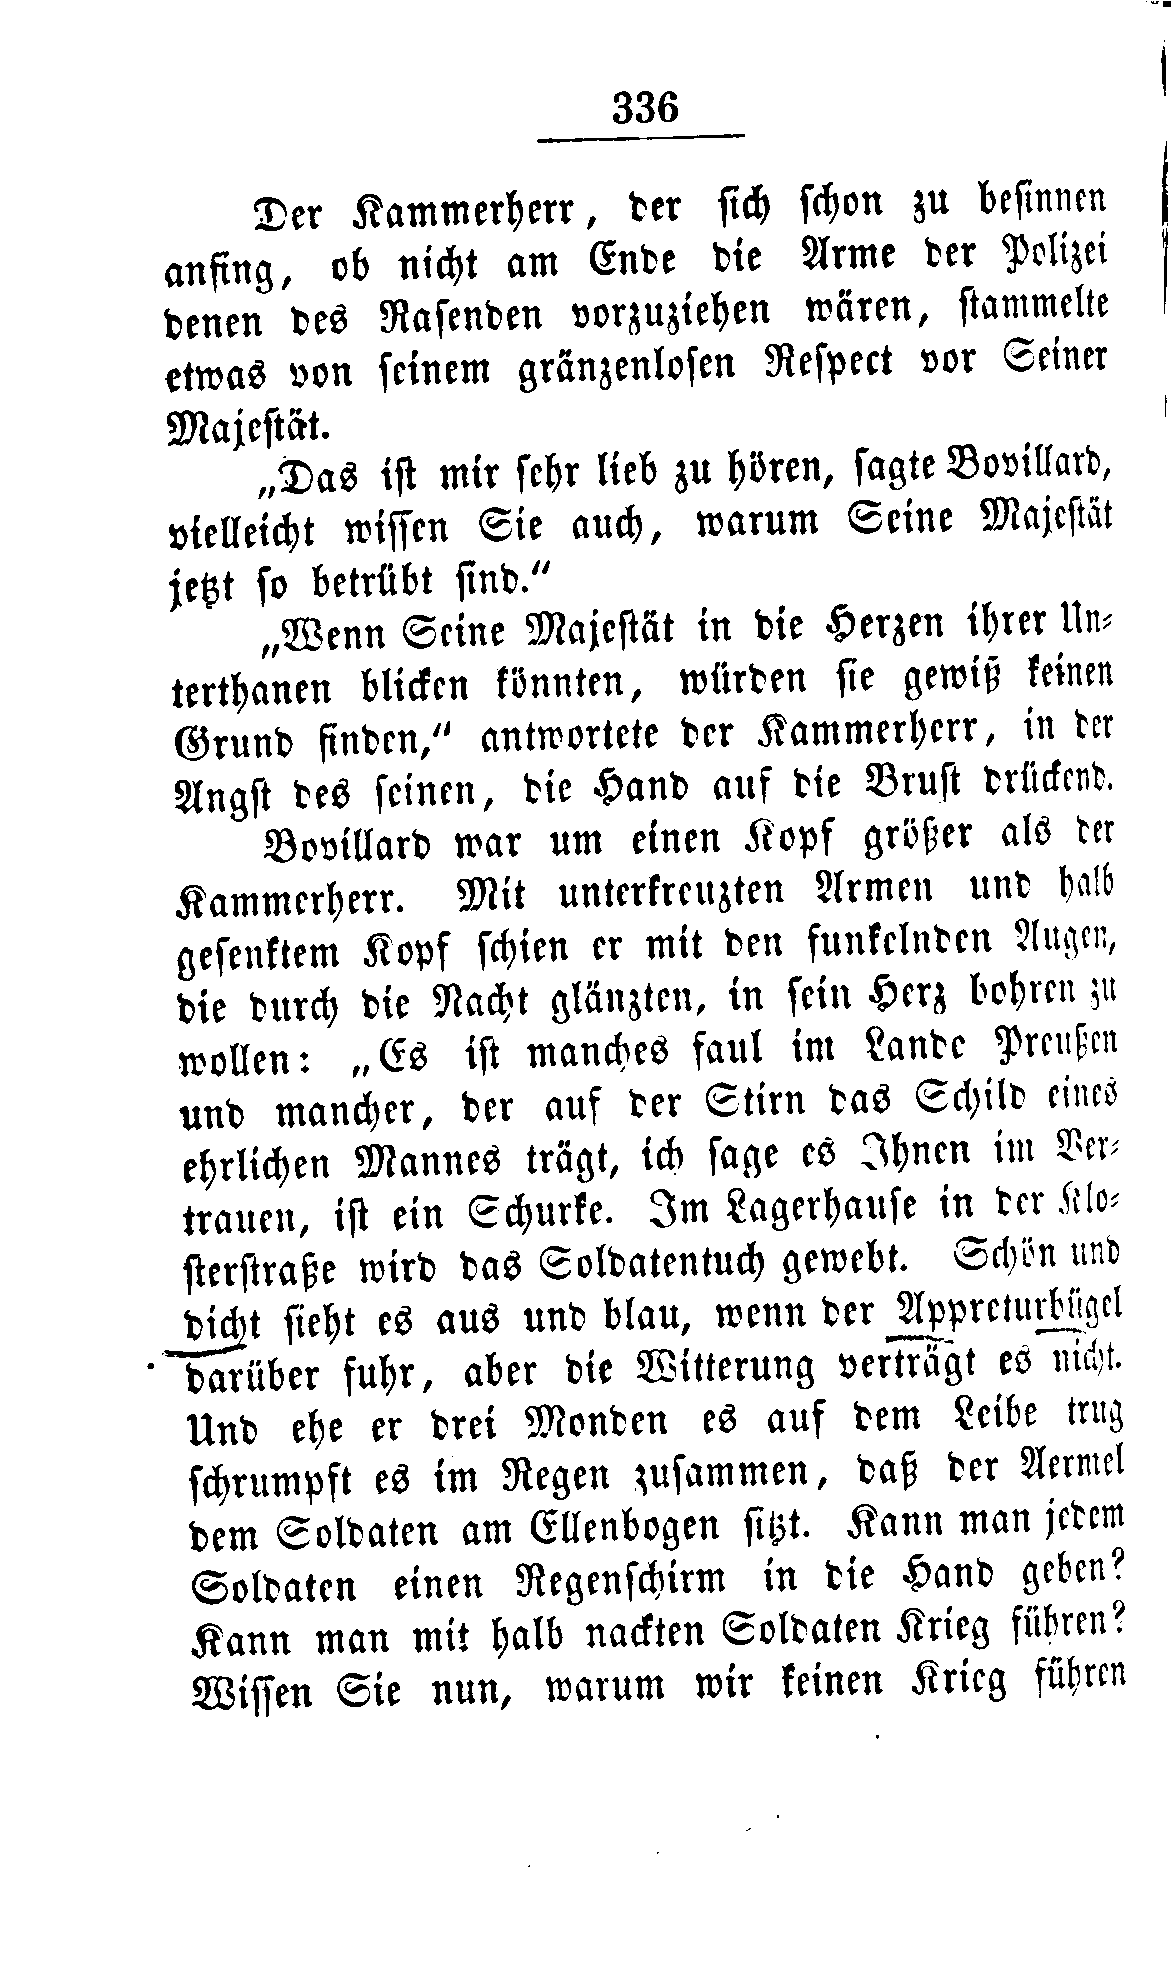 336
Der Kammerherr, der sich schon zu besinnen
anfing, ob nicht am Ende die Arme der Polizei
denen des Rasenden vorzuziehen wären, stammelte
etwas von seinem gränzenlosen Respect vor Seiner
Majestät.
„Das ist mir sehr lieb zu hören, sagte Bovillard,
vielleicht wissen Sie auch, warum Seine Majestät
jetzt so betrübt sind.“
„Wenn Seine Majestät in die Herzen ihrer Un-
terthanen blicken könnten, würden sie gewiß keinen
Grund finden,“ antwortete der Kammerherr, in der
Angst des seinen, die Hand auf die Brust drückend.
Bovillard war um einen Kopf größer als der
Kammerherr. Mit unterkreuzten Armen und halb
gesenktem Kopf schien er mit den funkelnden Augen,
die durch die Nacht glänzten, in sein Herz bohren zu
wollen: „Es ist manches faul im Lande Preußen
und mancher, der auf der Stirn das Schild eines
ehrlichen Mannes trägt, ich sage es Ihnen im Ver-
trauen, ist ein Schurke. Im Lagerhause in der Klo-
sterstraße wird das Soldatentuch gewebt. Schön und
dicht sieht es aus und blau, wenn der Appreturbügel
darüber fuhr, aber die Witterung verträgt es nicht.
Und ehe er drei Monden es auf dem Leibe trug
schrumpft es im Regen zusammen, daß der Aermel
dem Soldaten am Ellenbogen sitzt. Kann man jedem
Soldaten einen Regenschirm in die Hand geben?
Kann man mit halb nackten Soldaten Krieg führen?
Wissen Sie nun, warum wir keinen Krieg führen